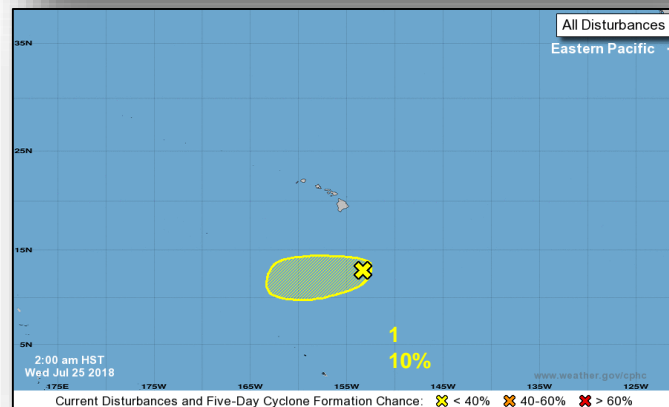 All Disturbances
Eastern Pacific
35N
25N
15N
5N
1
10%
2:00 am HST
Wed Jul 25 2018
www.weather.gov/cphc
175E 175W 165W 155W 145W 135W 125W
Current Disturbances and Five-Day Cyclone Formation Chance: < 40% 40-60% > 60%